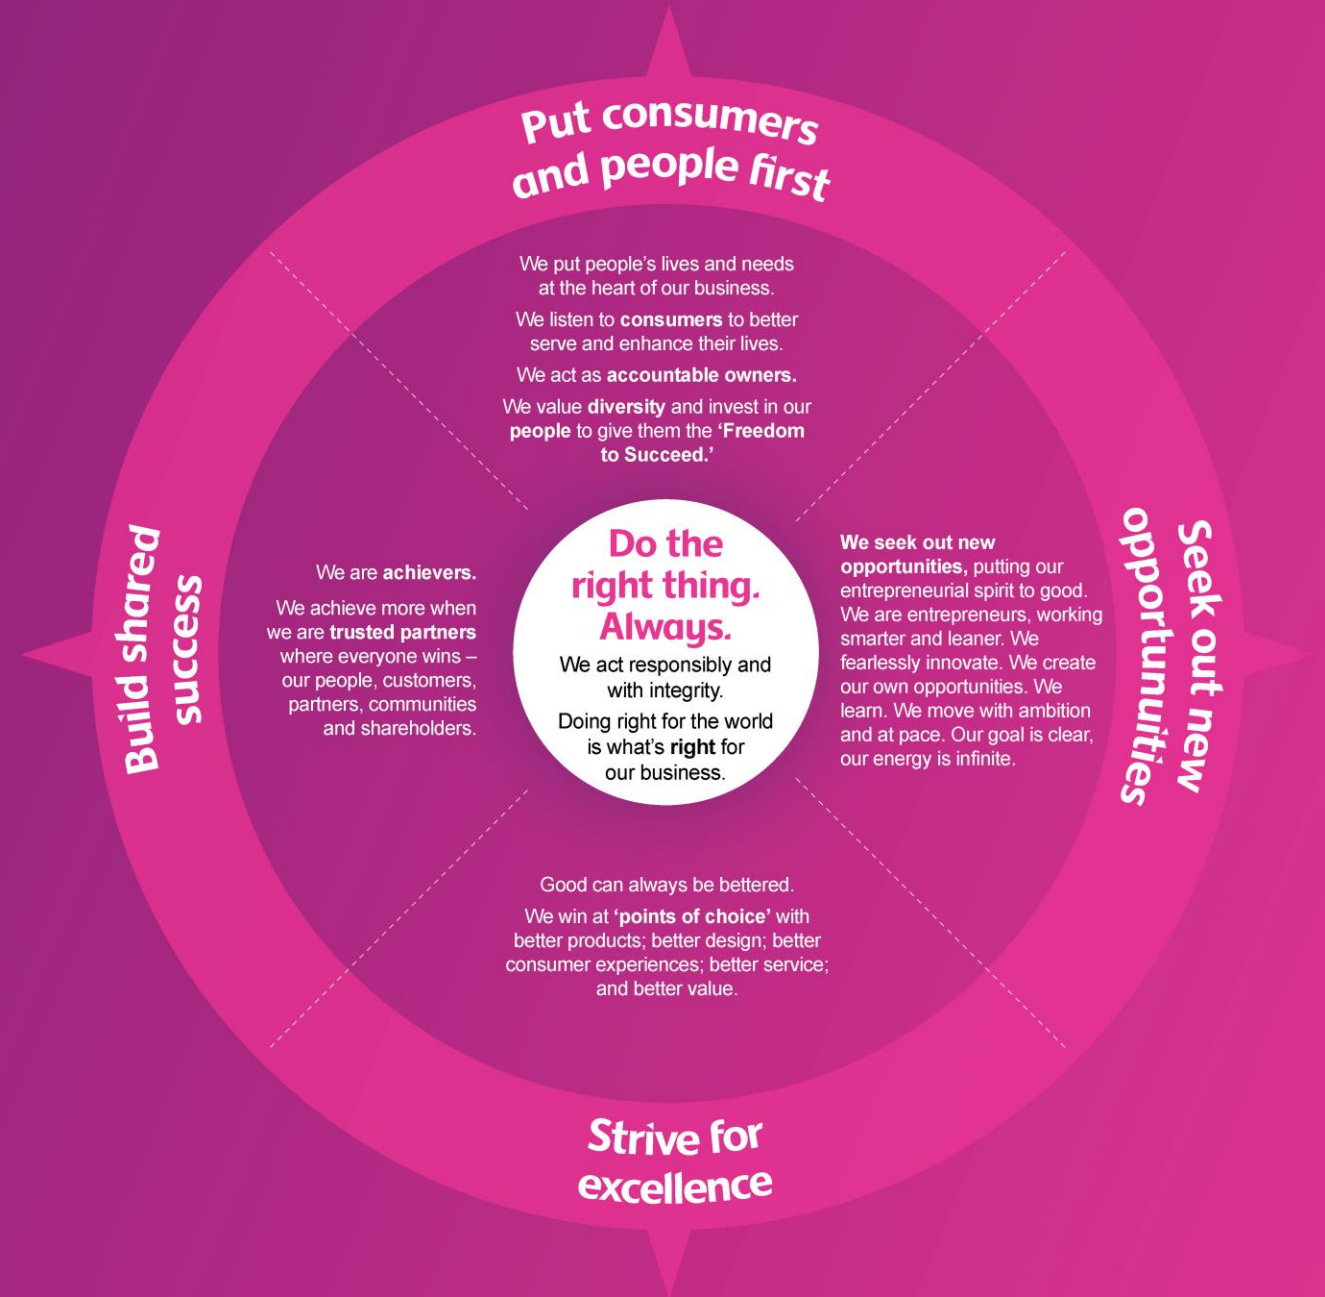 Put consumers
and people first
We put people's lives and needs
at the heart of our business.
We listen to consumers to better
serve and enhance their lives.
We act as accountable owners.
We value diversity and invest in our
people to give them the ‘Freedom
to Succeed.’
Build shared
success
We are achievers.
We achieve more when
we are trusted partners
where everyone wins –
our people, customers,
partners, communities
and shareholders.
Do the
right thing.
Always.
We act responsibly and
with integrity.
Doing right for the world
is what's right for
our business.
We seek out new
opportunities, putting our
entrepreneurial spirit to good.
We are entrepreneurs, working
smarter and leaner. We
fearlessly innovate. We create
our own opportunities. We
learn. We move with ambition
and at pace. Our goal is clear,
our energy is infinite.
Seek out new
opportunuities
Good can always be bettered.
We win at ‘points of choice’ with
better products; better design; better
consumer experiences; better service;
and better value.
Strive for
excellence